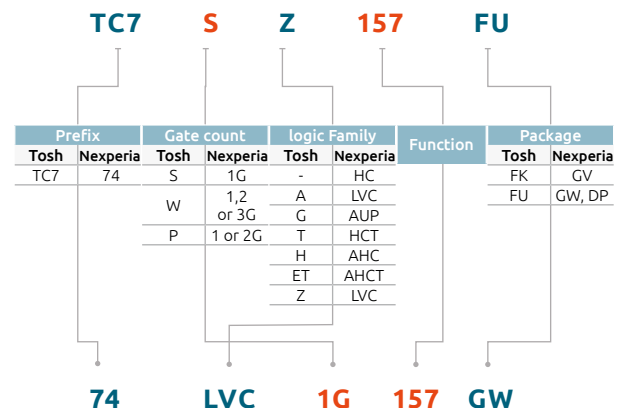 TC7 S Z 157 FU
Prefix Gate count logic Family Function Package
Tosh Nexperia Tosh Nexperia Tosh Nexperia Tosh Nexperia
TC7 74 S 1G - HC FK GV
W 1,2 or 3G A LVC FU GW, DP
G AUP
P 1 or 2G T HCT
H AHC
ET AHCT
Z LVC
74 LVC 1G 157 GW